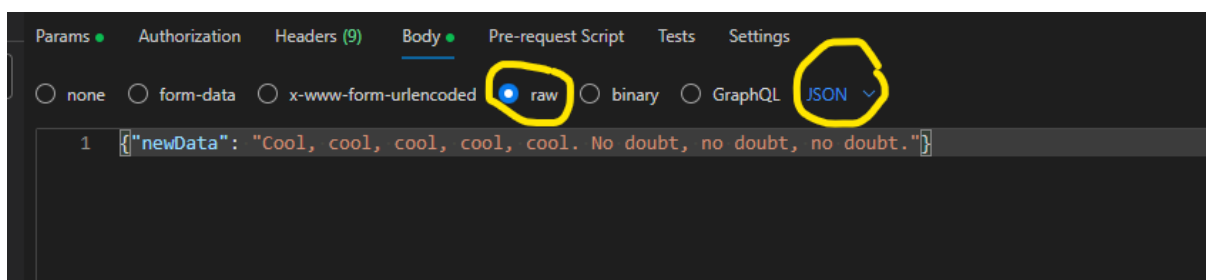 Params Authorization Headers (9) Body Pre-request Script Tests Settings
none form-data x-www-form-urlencoded raw binary GraphQL JSON
1 {"newData": "Cool, cool, cool, cool, cool. No doubt, no doubt, no doubt."}